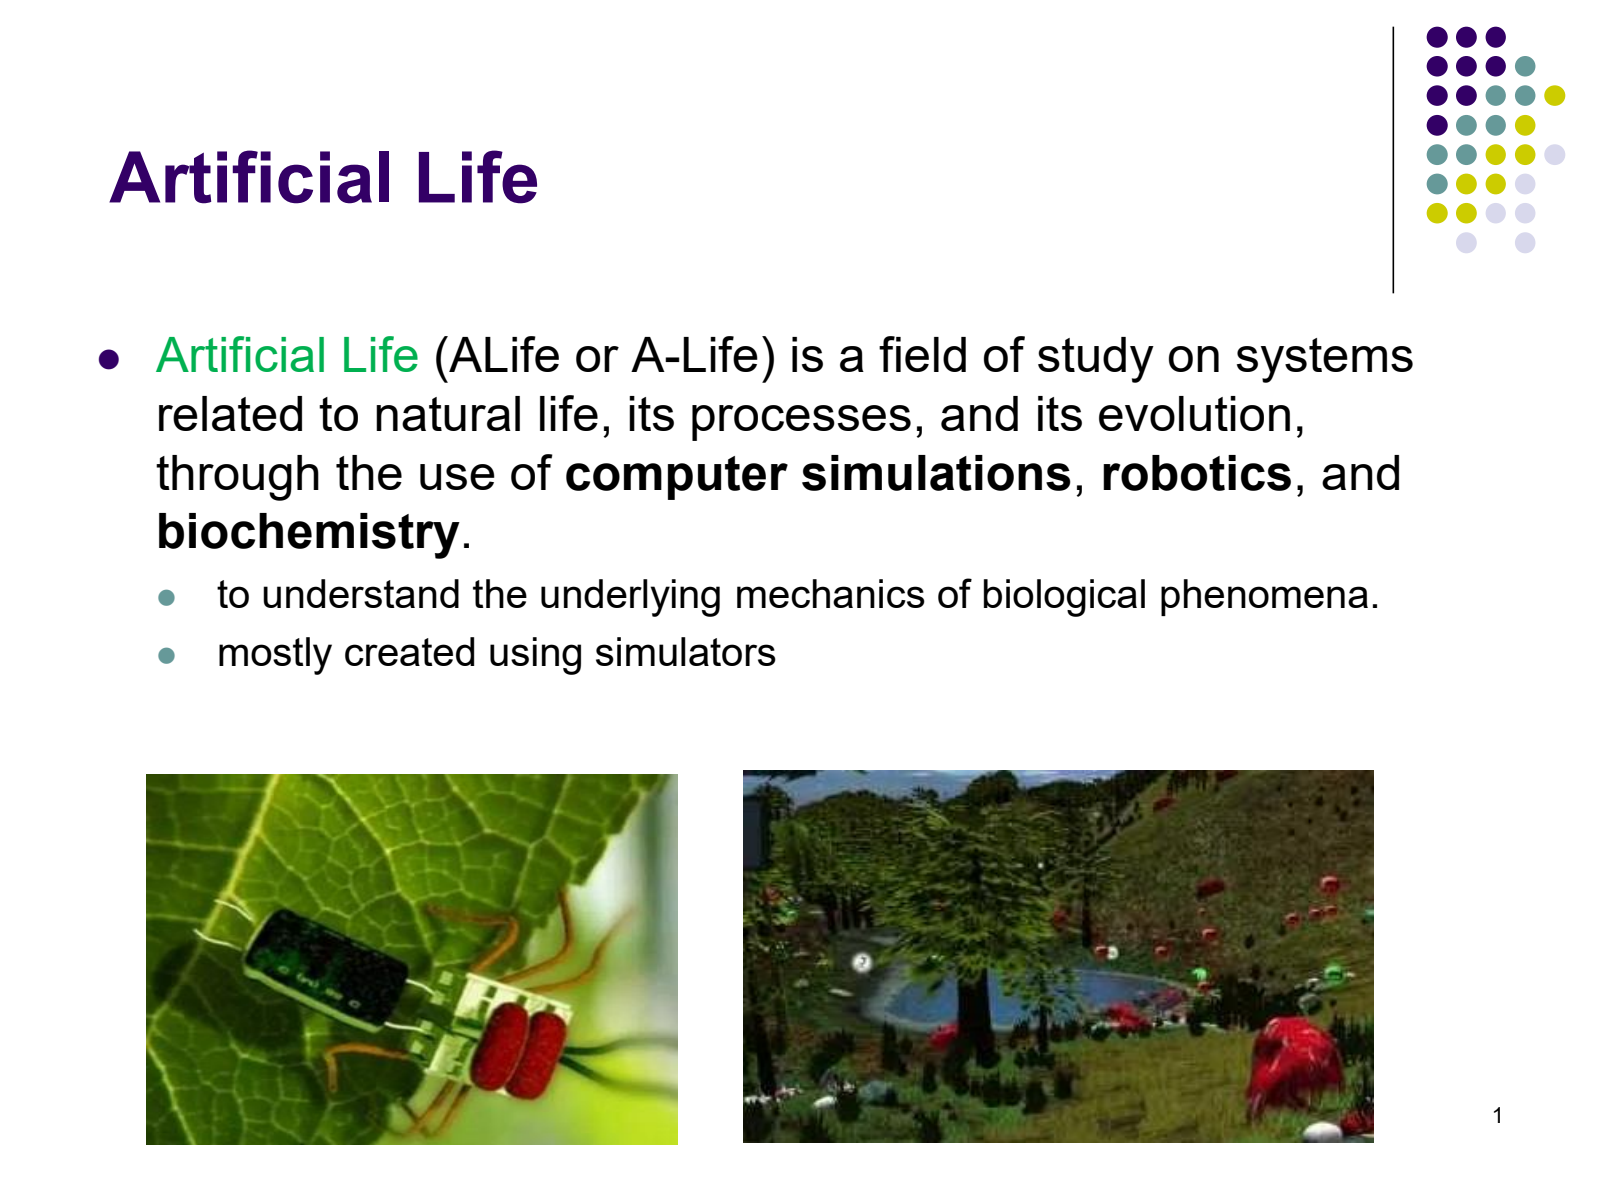 Artificial Life
Artificial Life (ALife or A-Life) is a field of study on systems
related to natural life, its processes, and its evolution,
through the use of computer simulations, robotics, and
biochemistry.
to understand the underlying mechanics of biological phenomena.
mostly created using simulators
1